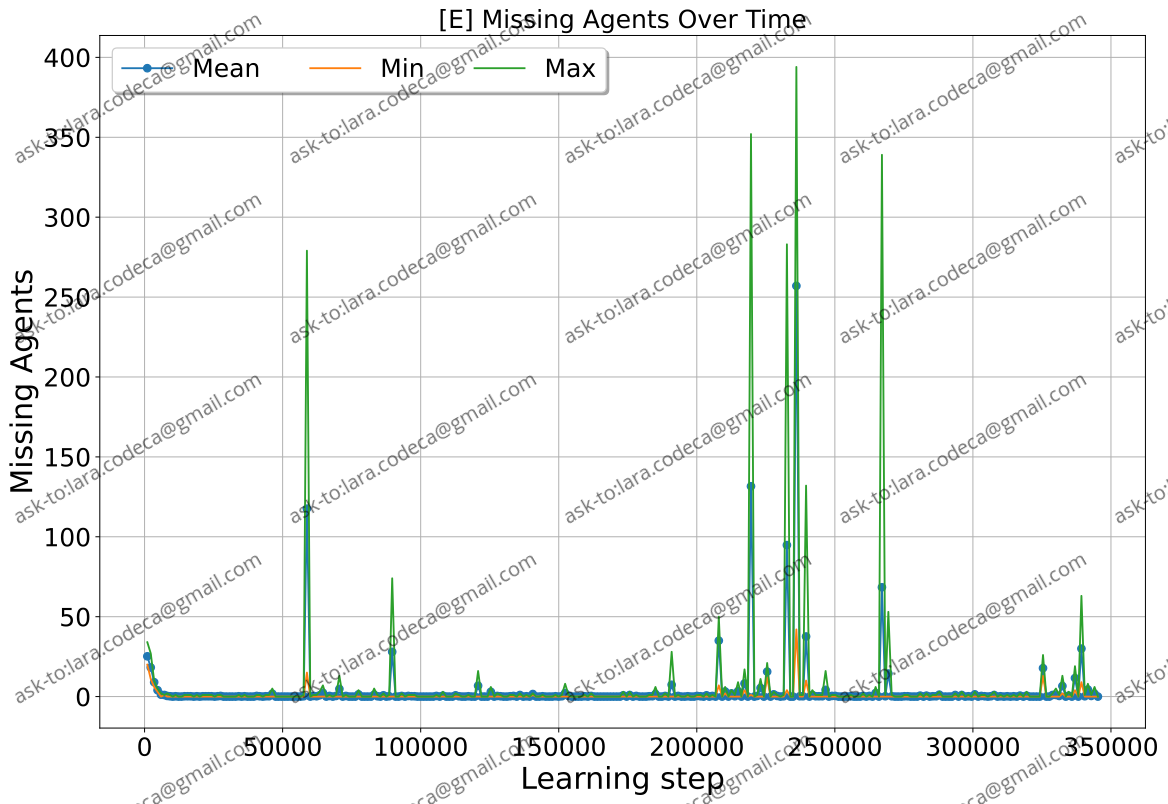 [E] Missing Agents Over Time
Mean Min Max
Missing Agents
400
350
300
250
200
150
100
50
0
0 50000 100000 150000 200000 250000 300000 350000
Learning step
ask-to:lara.codeca@gmail.com